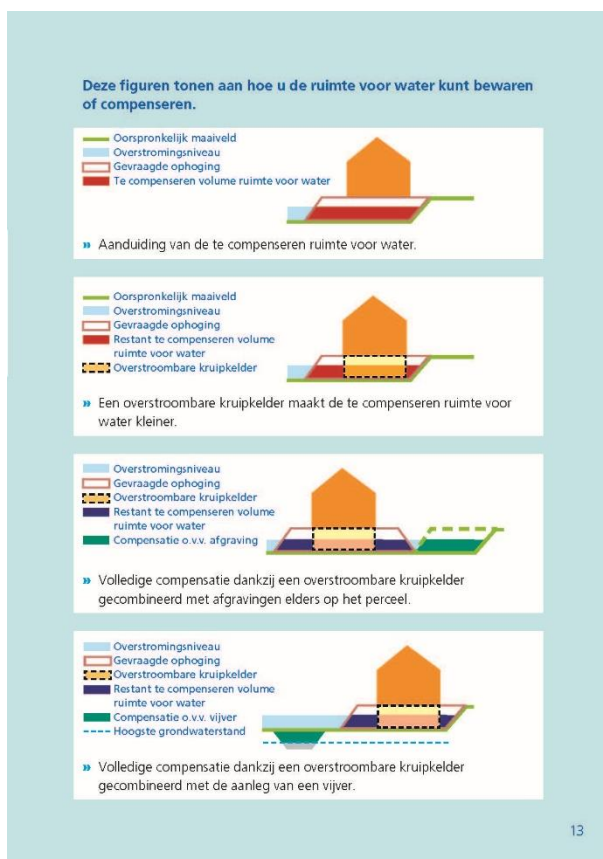 Deze figuren tonen aan hoe u de ruimte voor water kunt bewaren
of compenseren.
Oorspronkelijk maaiveld
Overstromingsniveau
Gevraagde ophoging
Te compenseren volume ruimte voor water
» Aanduiding van de te compenseren ruimte voor water.
Oorspronkelijk maaiveld
Overstromingsniveau
Gevraagde ophoging
Restant te compenseren volume
ruimte voor water
Overstroombare kruipkelder
» Een overstroombare kruipkelder maakt de te compenseren ruimte voor
water kleiner.
Overstromingsniveau
Gevraagde ophoging
Overstroombare kruipkelder
Restant te compenseren volume
ruimte voor water
Compensatie o.v.v. afgraving
» Volledige compensatie dankzij een overstroombare kruipkelder
gecombineerd met afgravingen elders op het perceel.
Overstromingsniveau
Gevraagde ophoging
Overstroombare kruipkelder
Restant te compenseren volume
ruimte voor water
Compensatie o.v.v. vijver
Hoogste grondwaterstand
» Volledige compensatie dankzij een overstroombare kruipkelder
gecombineerd met de aanleg van een vijver.
13